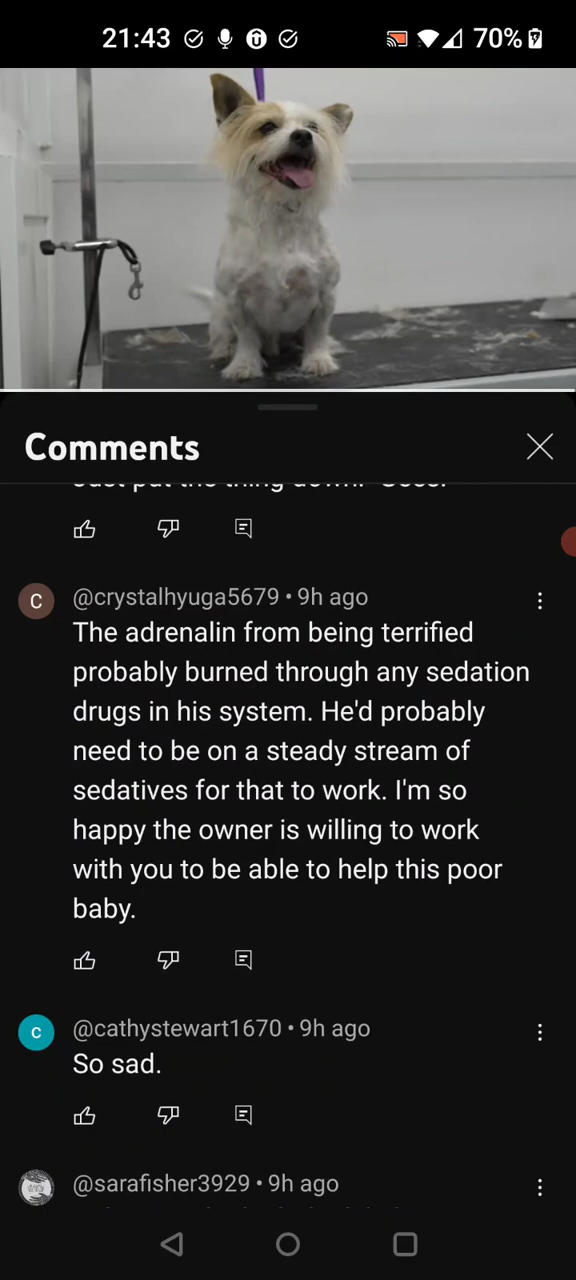 21:43
70%
Comments
@crystalhyuga5679 • 9h ago
C
The adrenalin from being terrified
probably burned through any sedation
drugs in his system. He'd probably
need to be on a steady stream of
sedatives for that to work. I'm so
happy the owner is willing to work
with you to be able to help this poor
baby.
@cathystewart1670 • 9h ago
c
So sad.
@sarafisher3929 • 9h ago